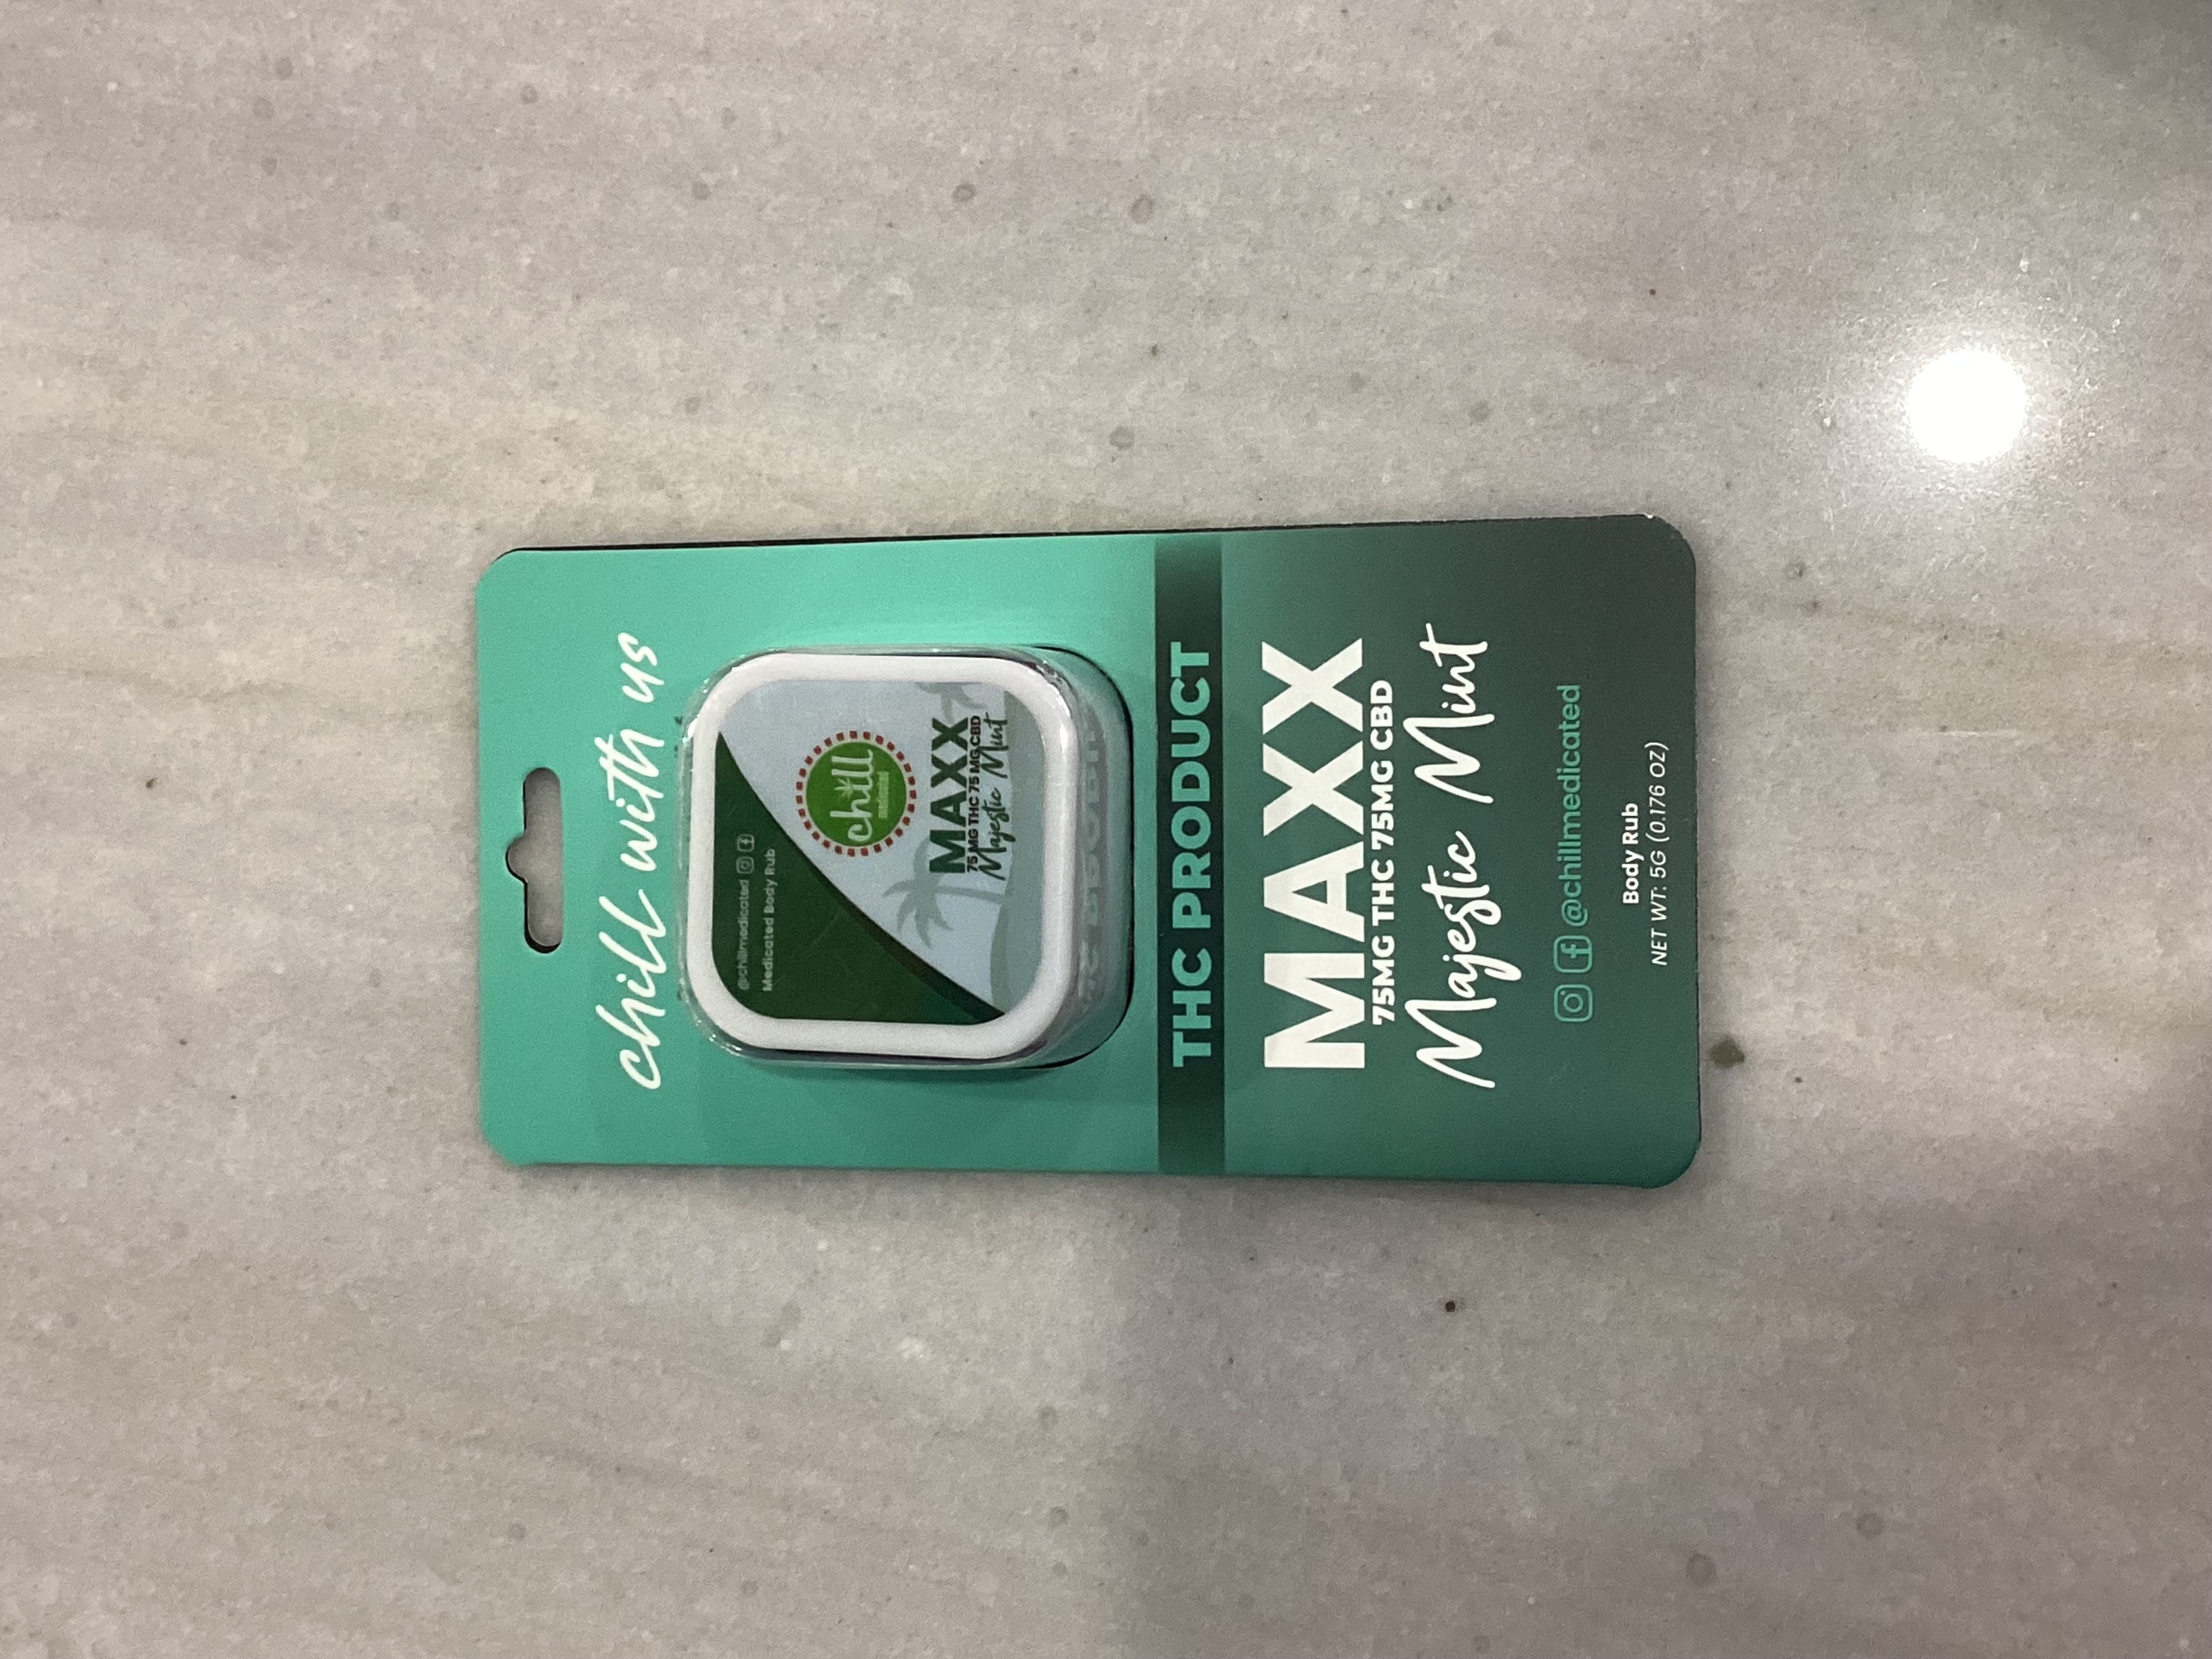 chill with us
@chillmedicated
Medicated Body Rub
chill
MAXX
75 MG THC 75 MG CBD
Majestic Mint
THC PRODUCT
MAXX
75MG THC 75MG CBD
Majestic Mint
@chillmedicated
Body Rub
NET WT: 5G (0.176 OZ)